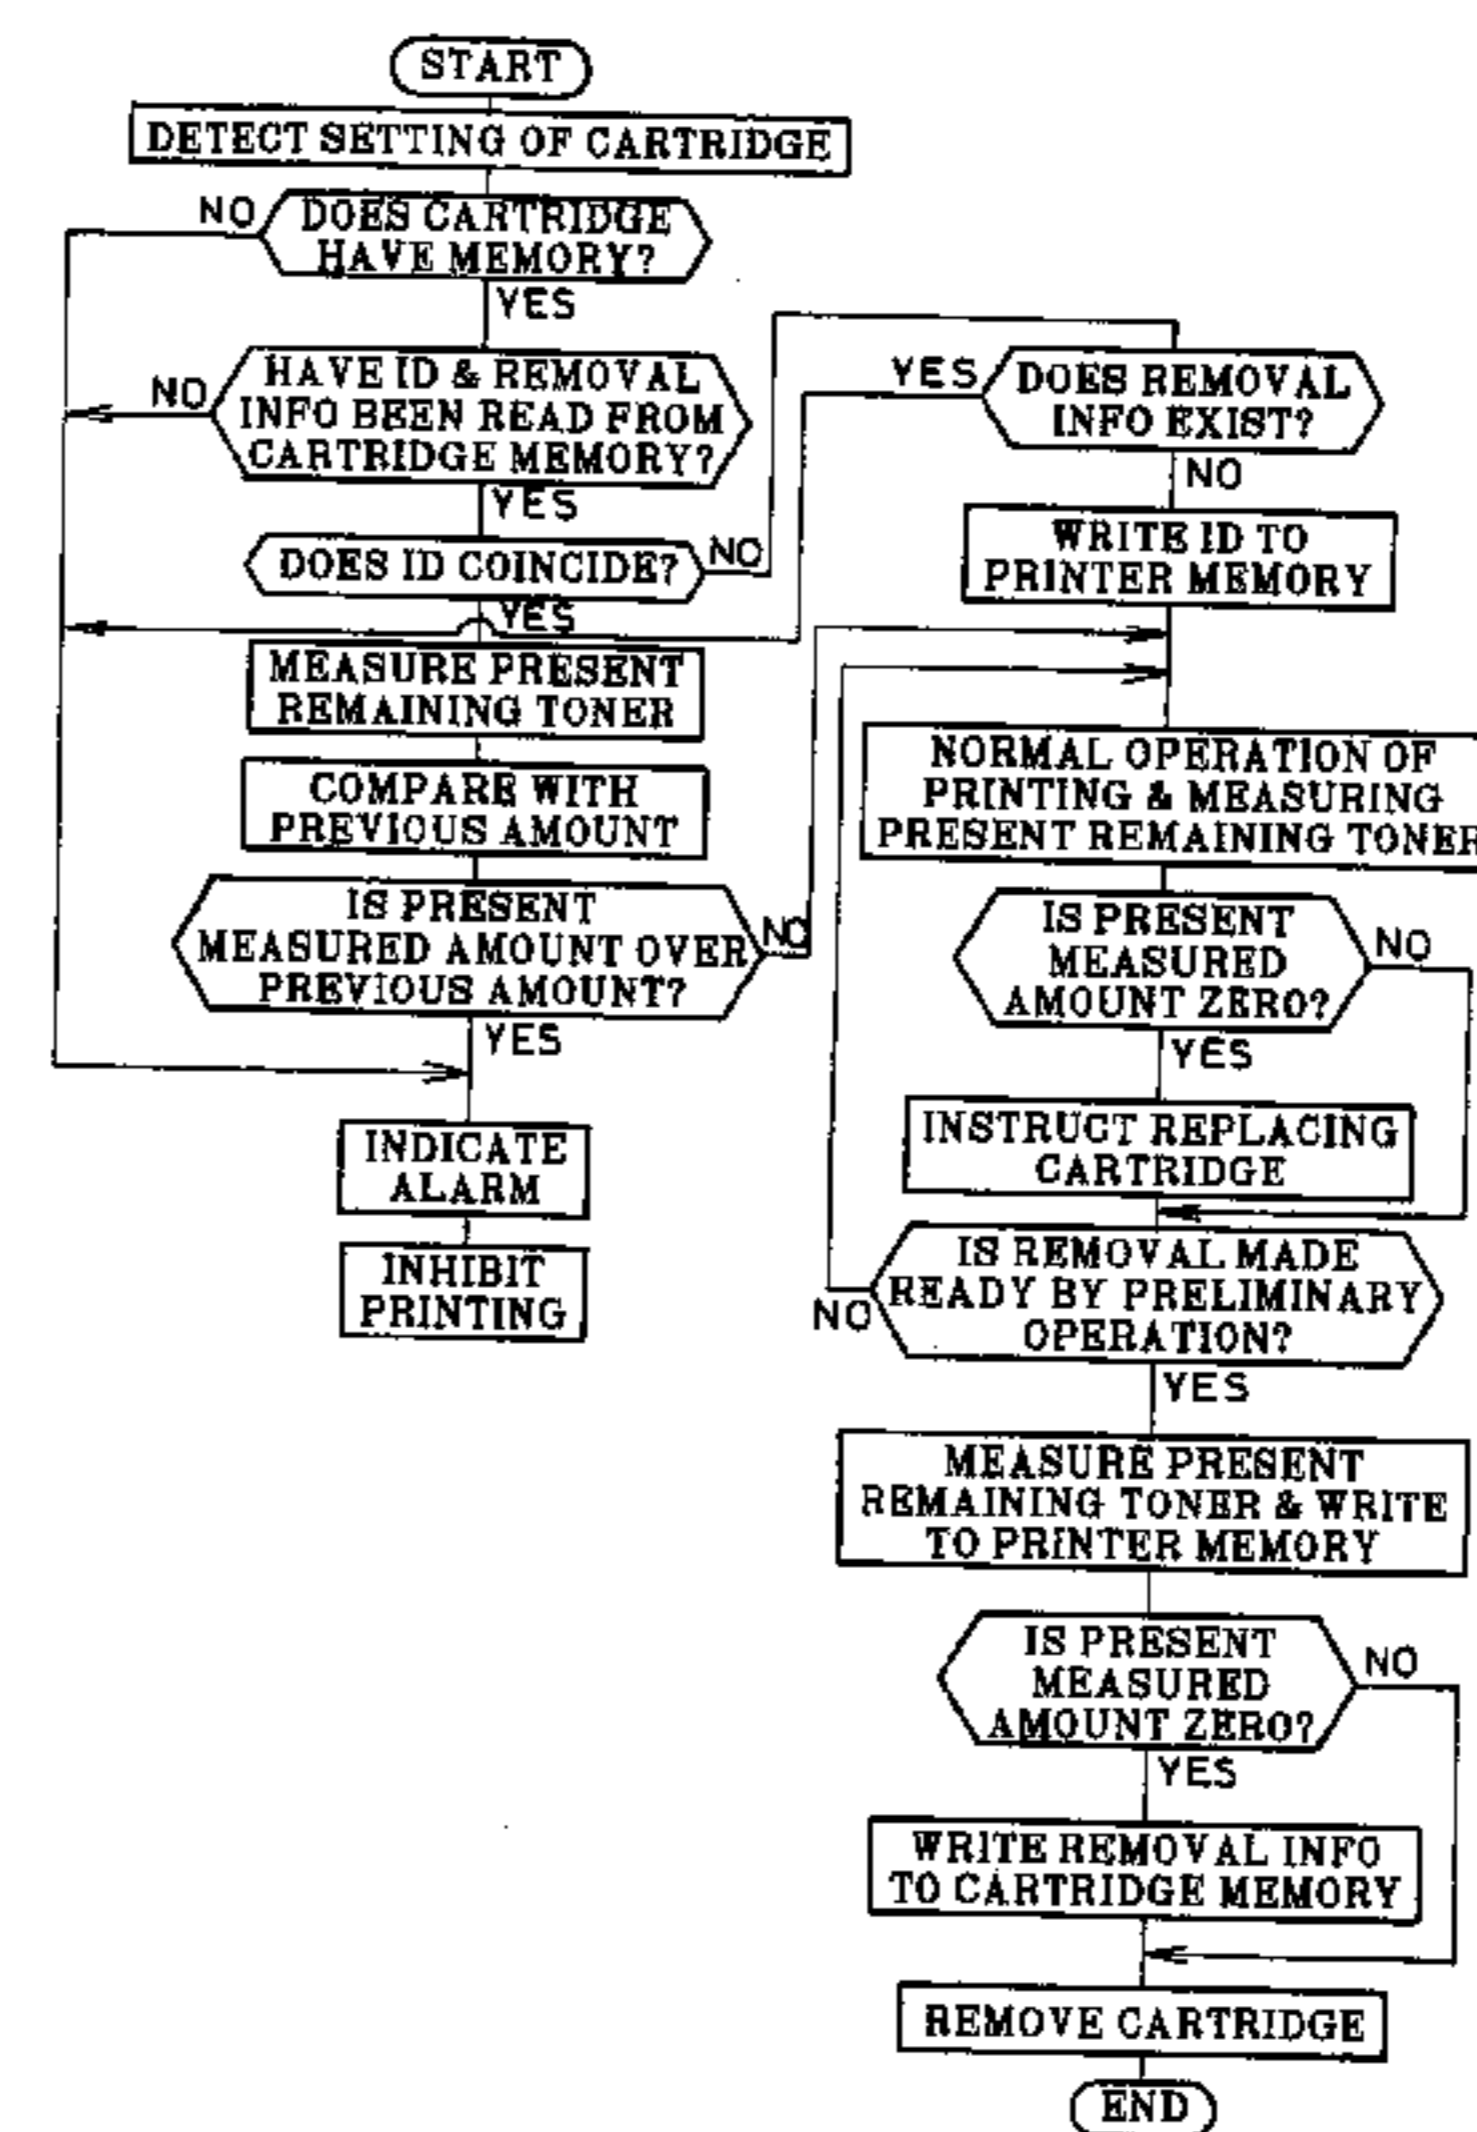 START
DETECT SETTING OF CARTRIDGE
NO
DOES CARTRIDGE
HAVE MEMORY?
YES
NO
HAVE ID & REMOVAL
INFO BEEN READ FROM
CARTRIDGE MEMORY?
YES
DOES ID COINCIDE?
NO
YES
MEASURE PRESENT
REMAINING TONER
COMPARE WITH
PREVIOUS AMOUNT
IS PRESENT
MEASURED AMOUNT OVER
PREVIOUS AMOUNT?
NO
YES
INDICATE
ALARM
INHIBIT
PRINTING
YES
DOES REMOVAL
INFO EXIST?
NO
WRITE ID TO
PRINTER MEMORY
NORMAL OPERATION OF
PRINTING & MEASURING
PRESENT REMAINING TONER
IS PRESENT
MEASURED
AMOUNT ZERO?
NO
YES
INSTRUCT REPLACING
CARTRIDGE
IS REMOVAL MADE
READY BY PRELIMINARY
OPERATION?
NO
YES
MEASURE PRESENT
REMAINING TONER & WRITE
TO PRINTER MEMORY
IS PRESENT
MEASURED
AMOUNT ZERO?
NO
YES
WRITE REMOVAL INFO
TO CARTRIDGE MEMORY
REMOVE CARTRIDGE
END